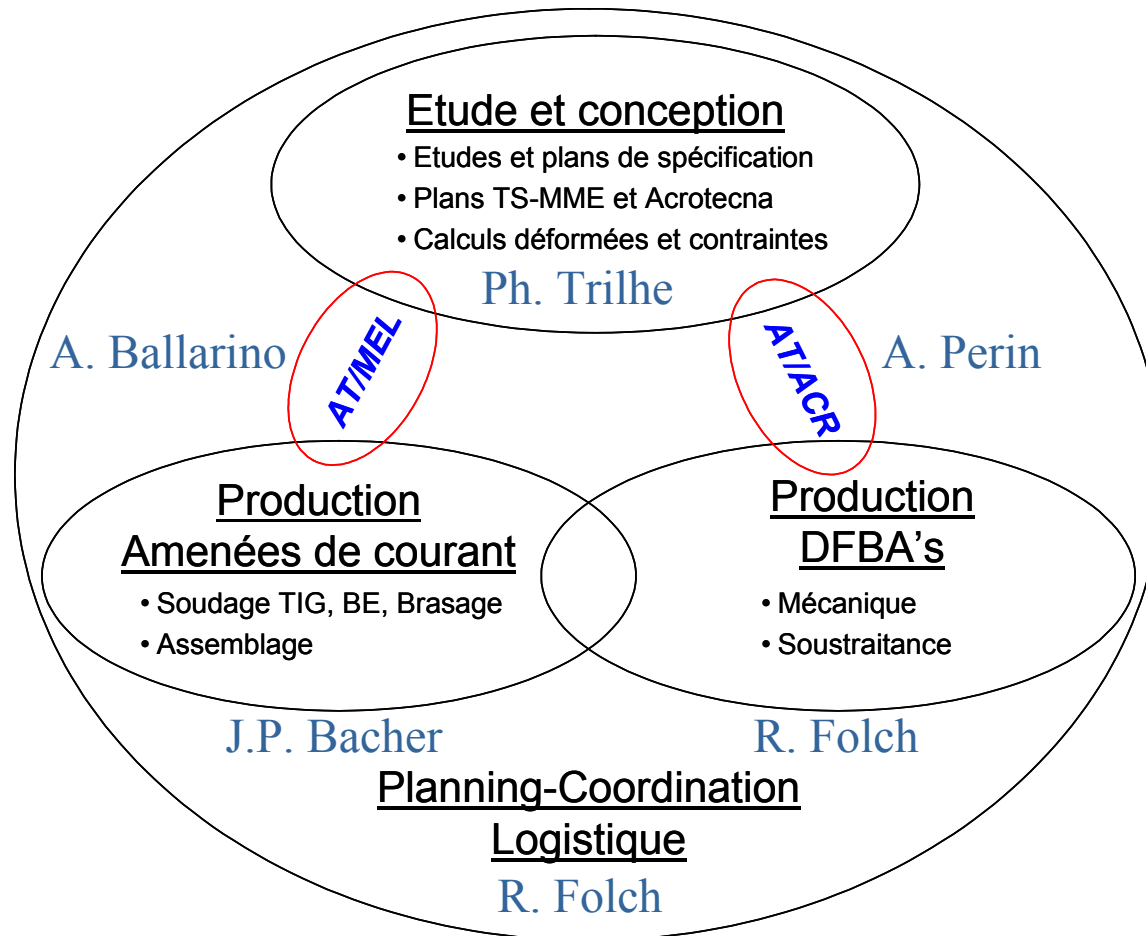 Etude et conception
• Etudes et plans de spécification
• Plans TS-MME et Acrotecna
• Calculs déformées et contraintes
Ph. Trilhe
A. Ballarino
AT/MEL
AT/ACR
A. Perin
Production
Amenées de courant
• Soudage TIG, BE, Brasage
• Assemblage
J.P. Bacher
Production
DFBA's
• Mécanique
• Soustraitance
R. Folch
Planning-Coordination
Logistique
R. Folch